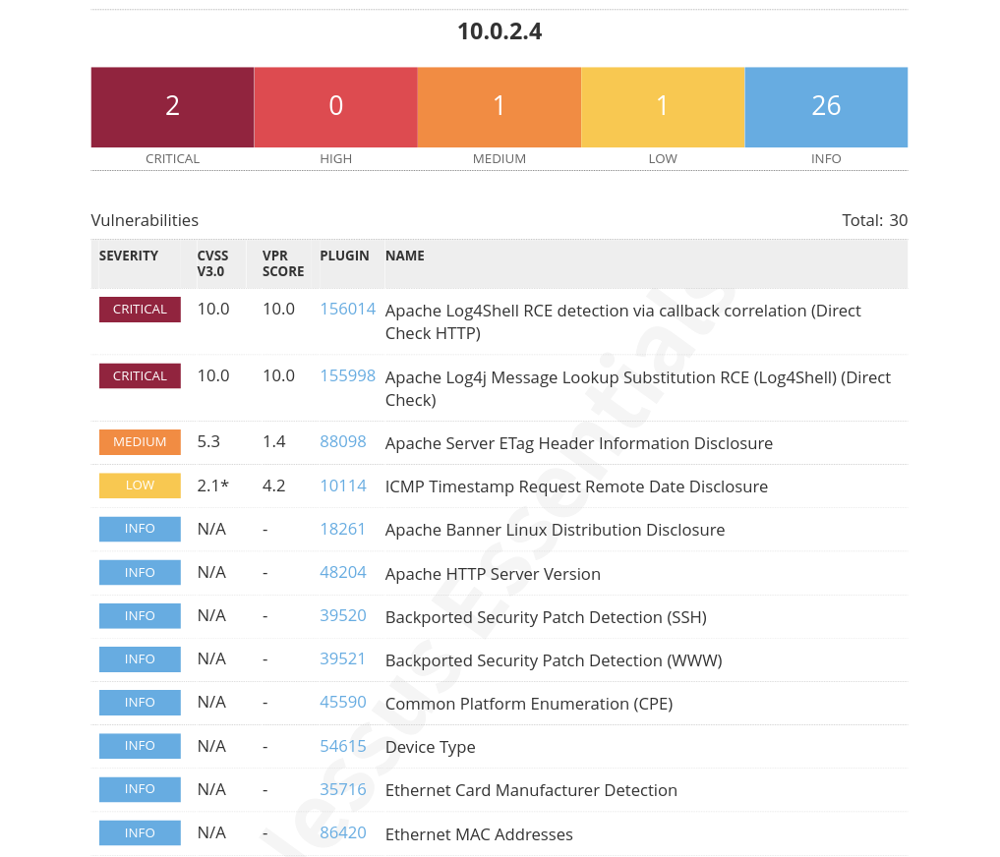 10.0.2.4
2 0 1 1 26
CRITICAL HIGH MEDIUM LOW INFO
Vulnerabilities Total: 30
SEVERITY CVSS V3.0 VPR SCORE PLUGIN NAME
CRITICAL 10.0 10.0 156014 Apache Log4Shell RCE detection via callback correlation (Direct
Check HTTP)
CRITICAL 10.0 10.0 155998 Apache Log4j Message Lookup Substitution RCE (Log4Shell) (Direct
Check)
MEDIUM 5.3 1.4 88098 Apache Server ETag Header Information Disclosure
LOW 2.1* 4.2 10114 ICMP Timestamp Request Remote Date Disclosure
INFO N/A - 18261 Apache Banner Linux Distribution Disclosure
INFO N/A - 48204 Apache HTTP Server Version
INFO N/A - 39520 Backported Security Patch Detection (SSH)
INFO N/A - 39521 Backported Security Patch Detection (WWW)
INFO N/A - 45590 Common Platform Enumeration (CPE)
INFO N/A - 54615 Device Type
INFO N/A - 35716 Ethernet Card Manufacturer Detection
INFO N/A - 86420 Ethernet MAC Addresses
essus Essentials